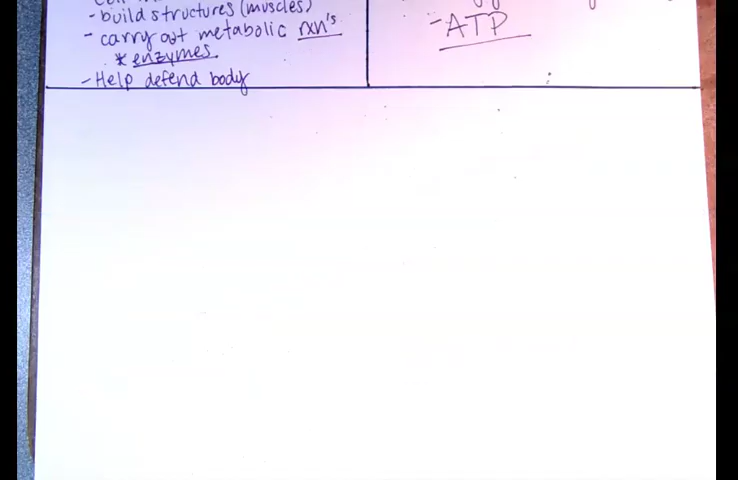 - build structures (muscles)
- carry out metabolic rxn's
* enzymes
- Help defend body
- ATP